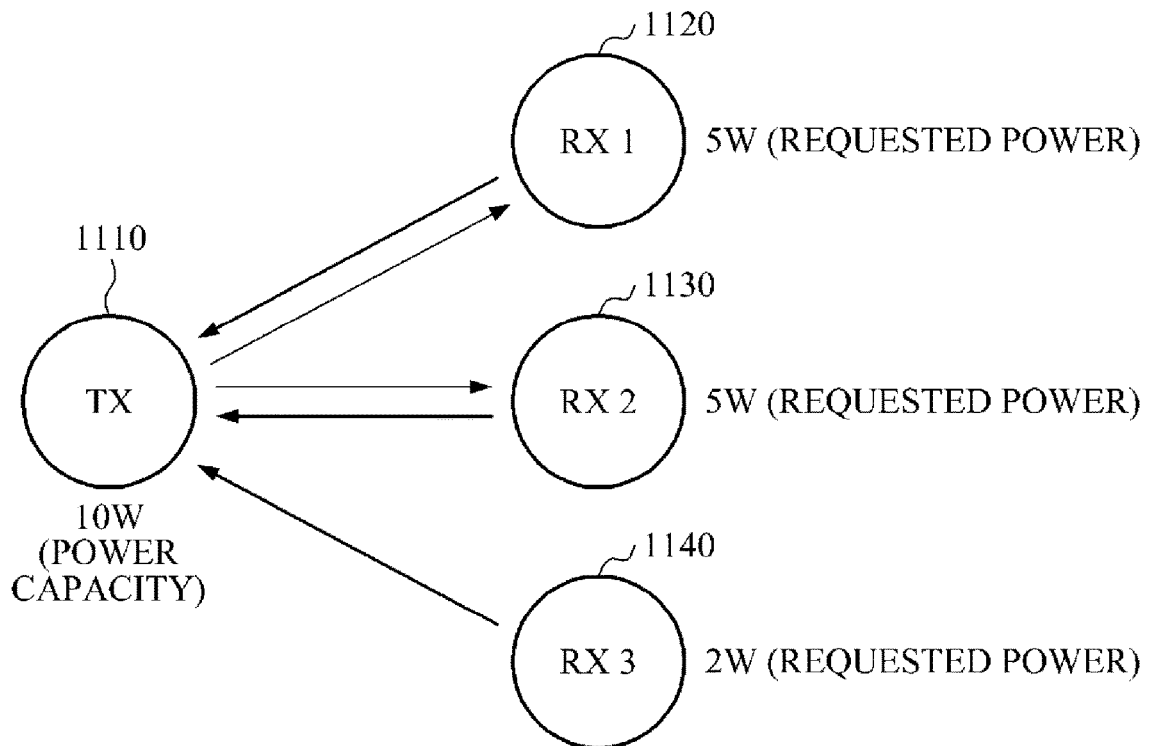 1120
RX 1
5W (REQUESTED POWER)
1110
TX
10W
(POWER
CAPACITY)
1130
RX 2
5W (REQUESTED POWER)
1140
RX 3
2W (REQUESTED POWER)